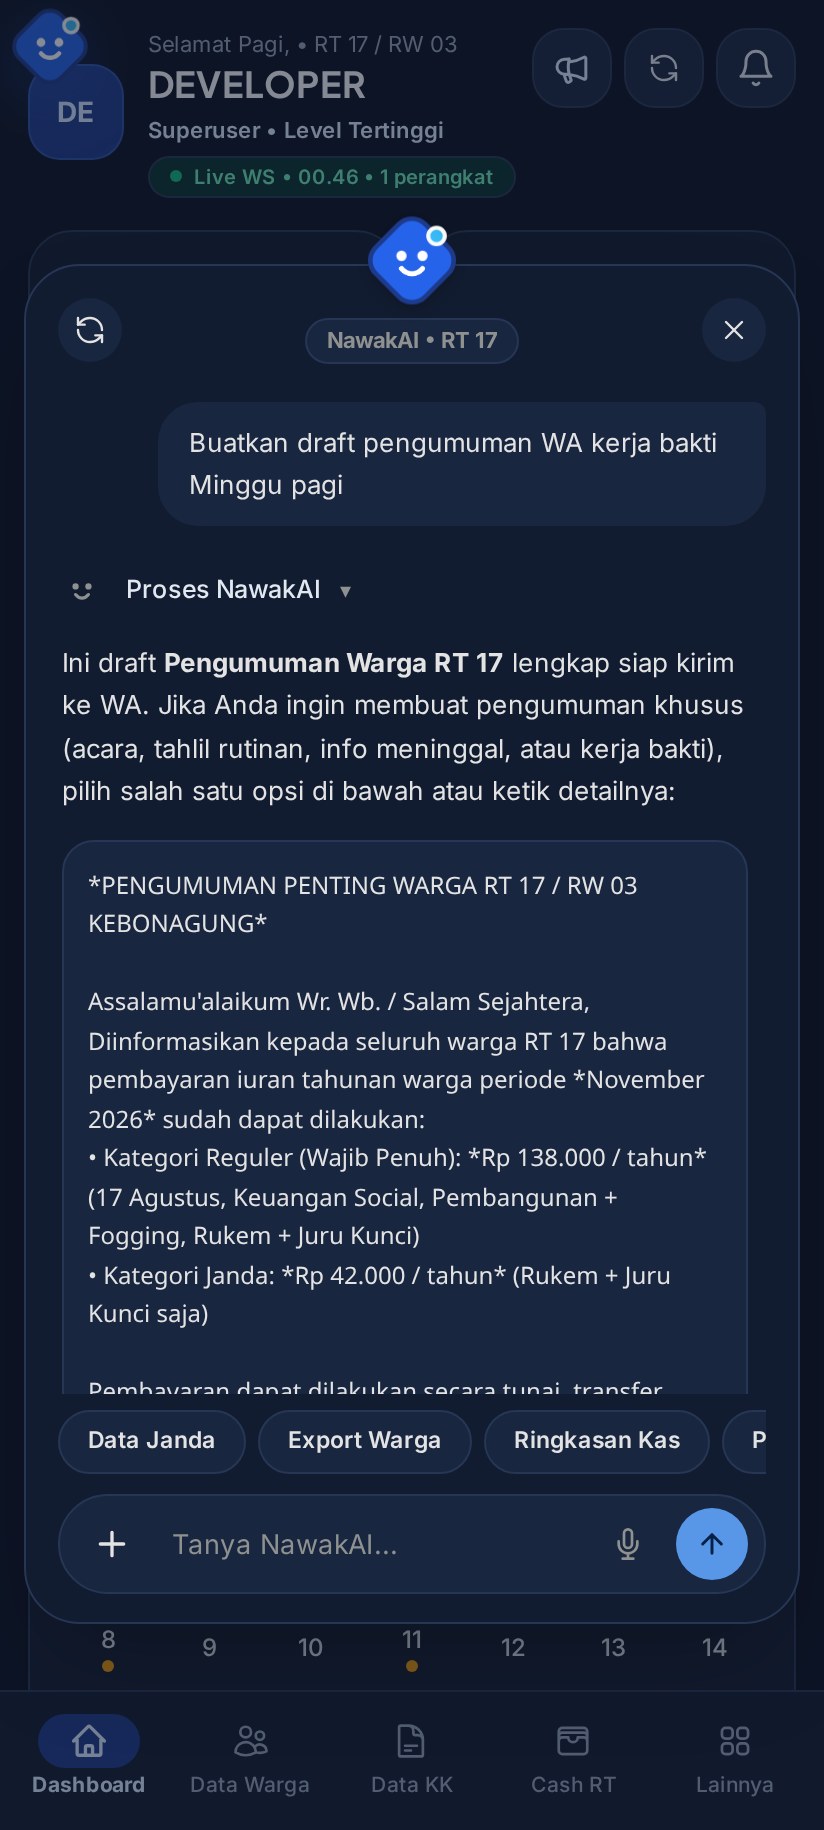 Selamat Pagi, • RT 17 / RW 03
DE
DEVELOPER
Superuser • Level Tertinggi
Live WS • 00.46 • 1 perangkat
NawakAI • RT 17
Buatkan draft pengumuman WA kerja bakti
Minggu pagi
Proses NawakAI ▼
Ini draft Pengumuman Warga RT 17 lengkap siap kirim
ke WA. Jika Anda ingin membuat pengumuman khusus
(acara, tahlil rutinan, info meninggal, atau kerja bakti),
pilih salah satu opsi di bawah atau ketik detailnya:
*PENGUMUMAN PENTING WARGA RT 17 / RW 03
KEBONAGUNG*
Assalamu'alaikum Wr. Wb. / Salam Sejahtera,
Diinformasikan kepada seluruh warga RT 17 bahwa
pembayaran iuran tahunan warga periode *November
2026* sudah dapat dilakukan:
• Kategori Reguler (Wajib Penuh): *Rp 138.000 / tahun*
(17 Agustus, Keuangan Social, Pembangunan +
Fogging, Rukem + Juru Kunci)
• Kategori Janda: *Rp 42.000 / tahun* (Rukem + Juru
Kunci saja)
Pembayaran dapat dilakukan secara tunai, transfer
Data Janda
Export Warga
Ringkasan Kas
P
Tanya NawakAI...
8 9 10 11 12 13 14
Dashboard
Data Warga
Data KK
Cash RT
Lainnya